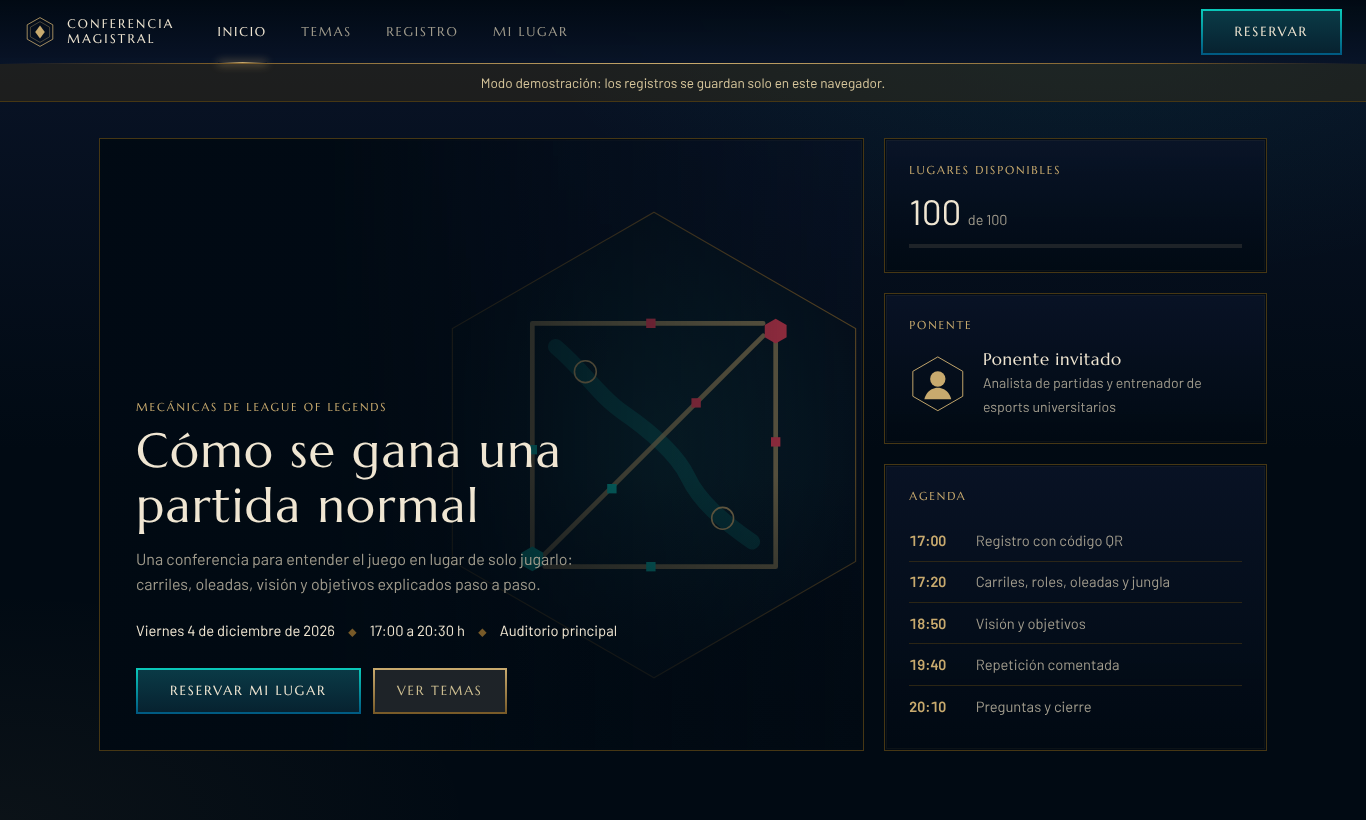 CONFERENCIA
MAGISTRAL
INICIO
TEMAS
REGISTRO
MI LUGAR
RESERVAR
Modo demostración: los registros se guardan solo en este navegador.
MECÁNICAS DE LEAGUE OF LEGENDS
Cómo se gana una
partida normal
Una conferencia para entender el juego en lugar de solo jugarlo:
carriles, oleadas, visión y objetivos explicados paso a paso.
Viernes 4 de diciembre de 2026 ◆ 17:00 a 20:30 h ◆ Auditorio principal
RESERVAR MI LUGAR
VER TEMAS
LUGARES DISPONIBLES
100 de 100
PONENTE
Ponente invitado
Analista de partidas y entrenador de
esports universitarios
AGENDA
17:00 Registro con código QR
17:20 Carriles, roles, oleadas y jungla
18:50 Visión y objetivos
19:40 Repetición comentada
20:10 Preguntas y cierre